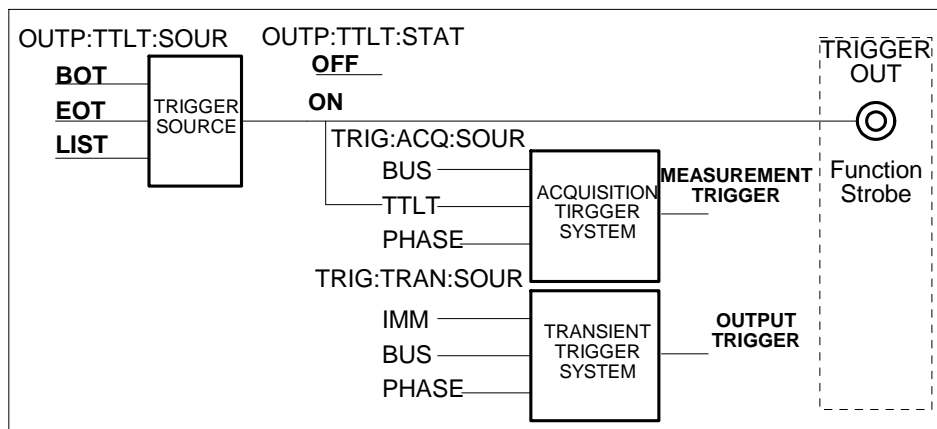 OUTP:TTLT:SOUR
OUTP:TTLT:STAT
BOT
EOT
LIST
TRIGGER
SOURCE
OFF
ON
TRIGGER
OUT
Function
Strobe
TRIG:ACQ:SOUR
BUS
TTLT
PHASE
ACQUISITION
TIRGGER
SYSTEM
MEASUREMENT
TRIGGER
TRIG:TRAN:SOUR
IMM
BUS
PHASE
TRANSIENT
TRIGGER
SYSTEM
OUTPUT
TRIGGER